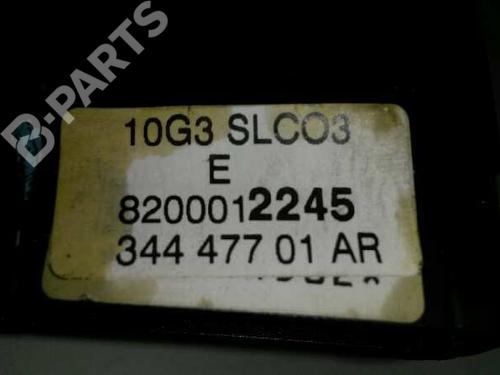 B-PARTS
10G3 SLCO3
E
8200012245
344 477 01 AR